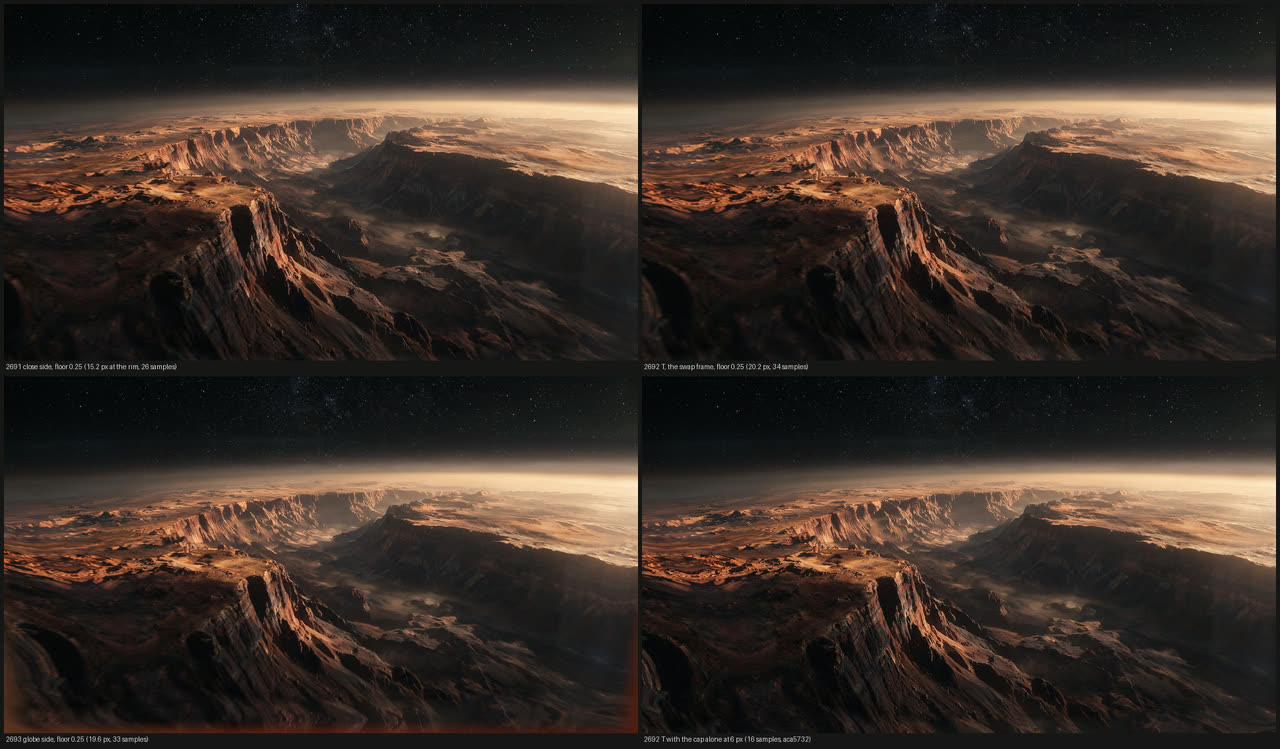 2691 close side, floor 0.25 (15.2 px at the rim, 26 samples)
2692 T, the swap frame, floor 0.25 (20.2 px, 34 samples)
2693 globe side, floor 0.25 (19.6 px, 33 samples)
2692 T with the cap alone at 6 px (16 samples, aca5732)